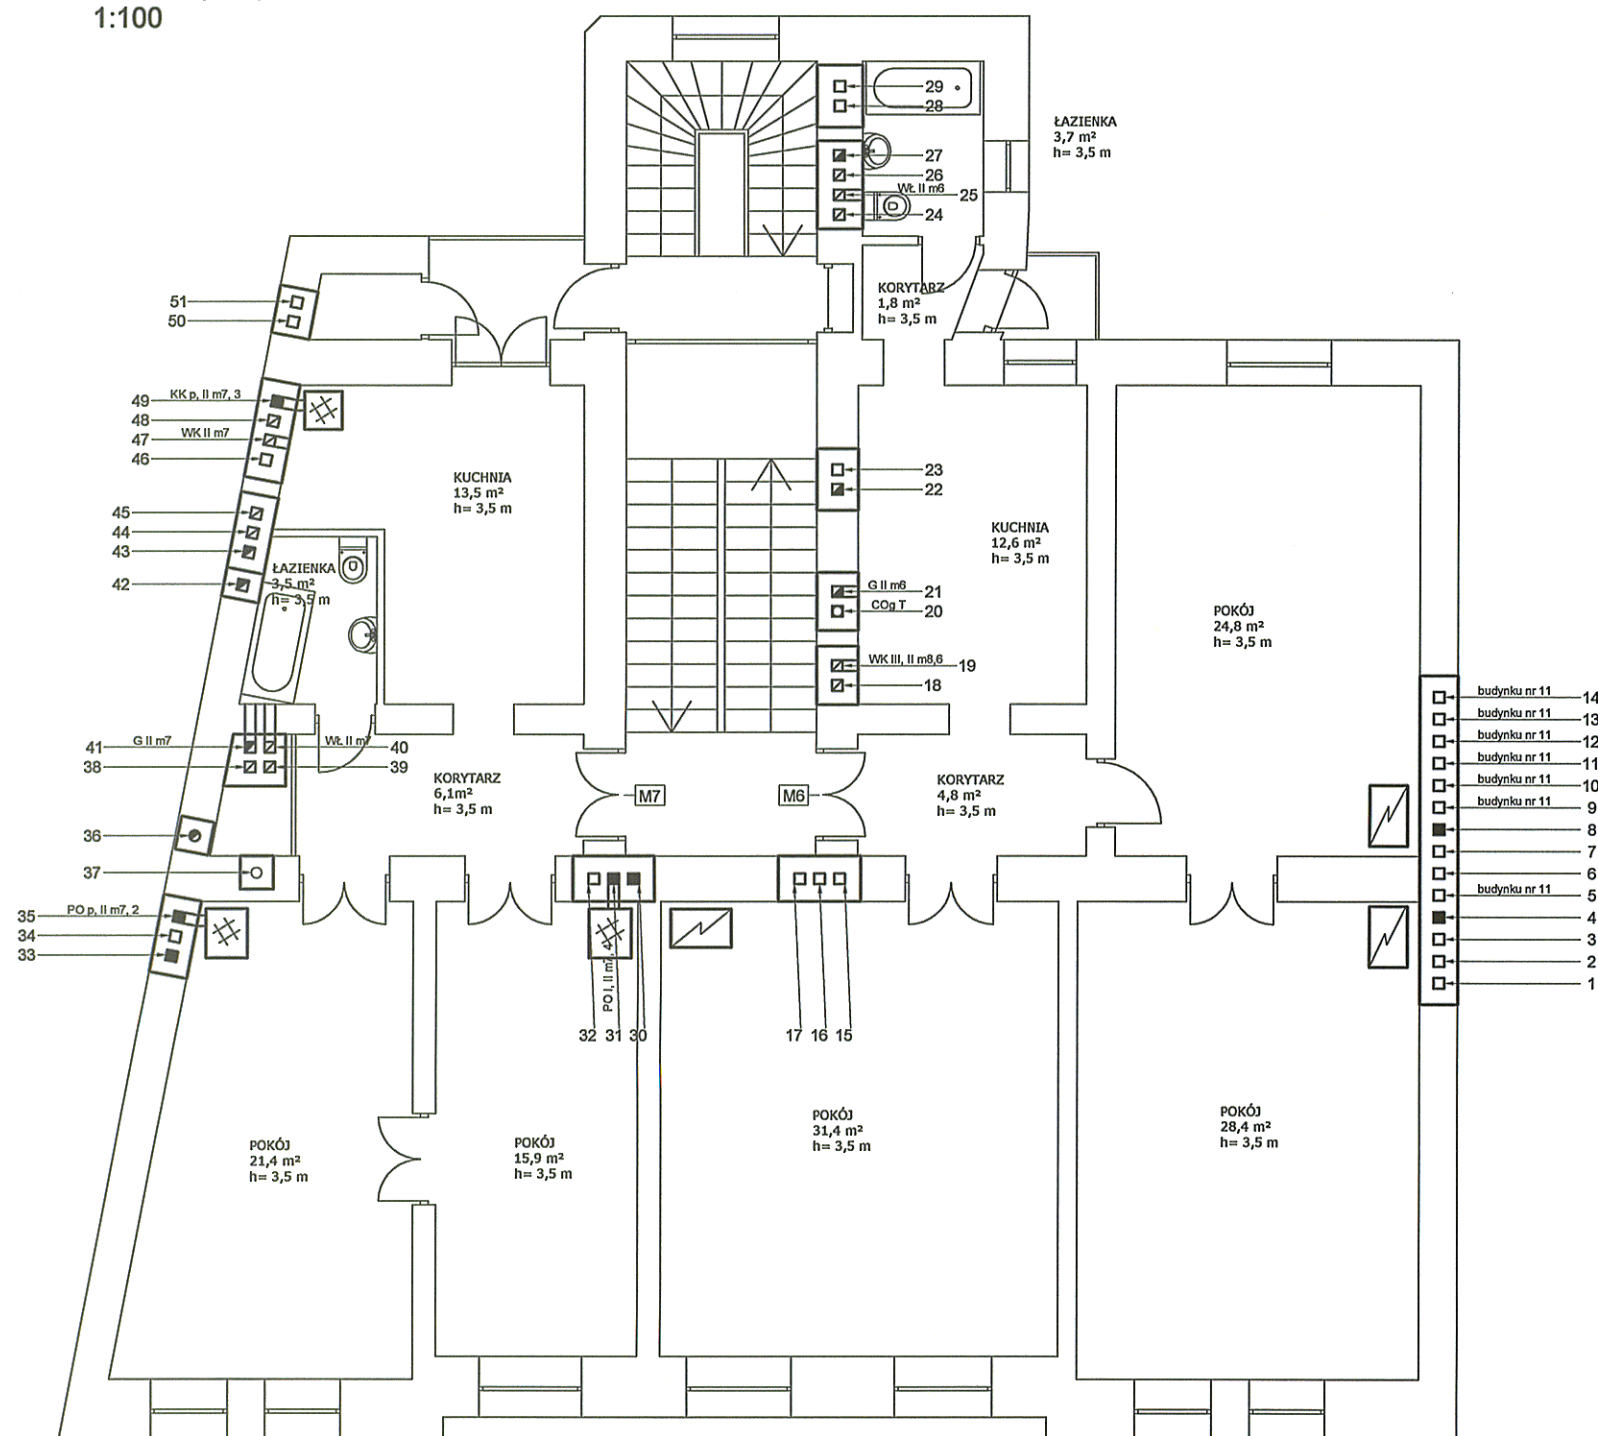 1:100
29
28
ŁAZIENKA
3,7 m²
h= 3,5 m
27
26
WŁ II m6
25
24
KORYTARZ
1,8 m²
h= 3,5 m
51
50
49
KK p, II m7, 3
48
47
WK II m7
46
45
44
43
42
KUCHNIA
13,5 m²
h= 3,5 m
ŁAZIENKA
3,5 m²
h= 3,5 m
23
22
KUCHNIA
12,6 m²
h= 3,5 m
G II m6
21
COg T
20
WK III, II m8,6
19
18
POKÓJ
24,8 m²
h= 3,5 m
41
G II m7
WŁ II m7
40
38
39
KORYTARZ
6,1m²
h= 3,5 m
M7
M6
KORYTARZ
4,8 m²
h= 3,5 m
budynku nr 11
14
budynku nr 11
13
budynku nr 11
12
budynku nr 11
11
budynku nr 11
10
budynku nr 11
9
8
7
6
budynku nr 11
5
4
3
2
1
36
37
35
PO p, II m7, 2
34
33
PO I, II m7, 4
32
31
30
17
16
15
POKÓJ
21,4 m²
h= 3,5 m
POKÓJ
15,9 m²
h= 3,5 m
POKÓJ
31,4 m²
h= 3,5 m
POKÓJ
28,4 m²
h= 3,5 m